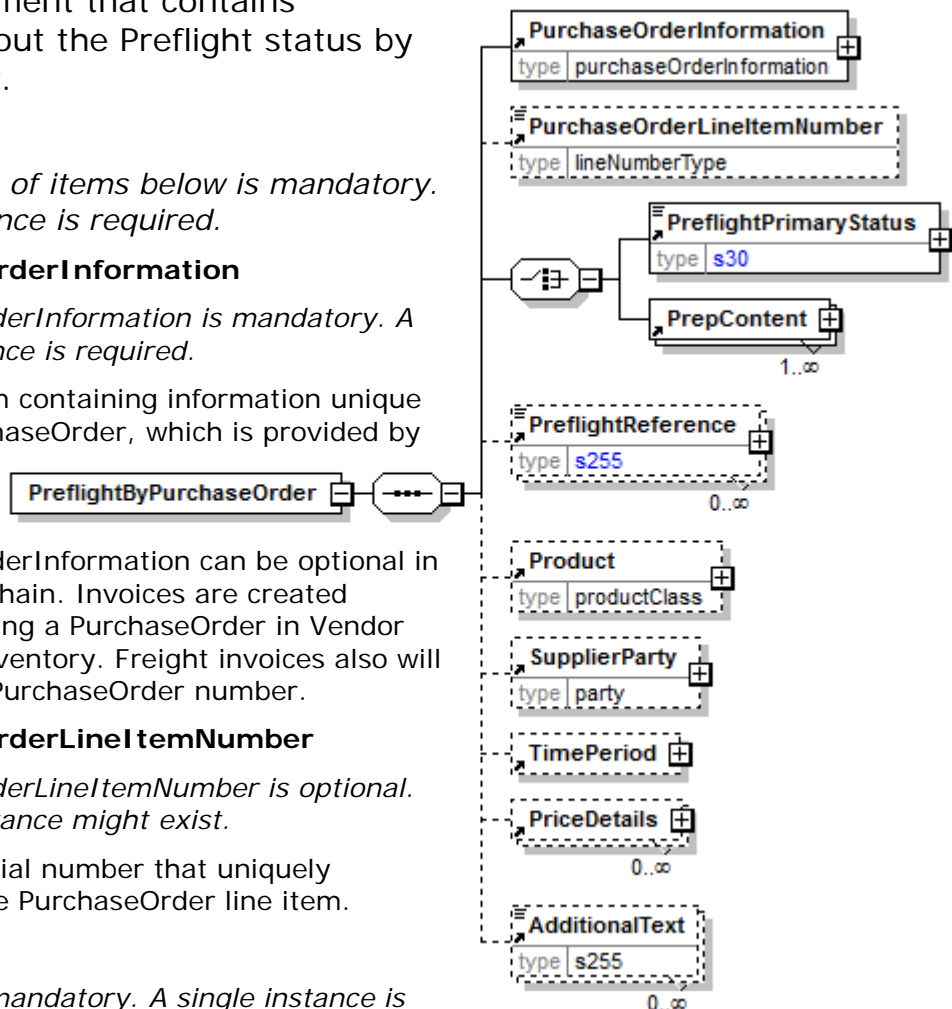 ment that contains
out the Preflight status by
of items below is mandatory.
nce is required.
rderInformation
derInformation is mandatory. A
nce is required.
n containing information unique
haseOrder, which is provided by
PreflightByPurchaseOrder
derInformation can be optional in
hain. Invoices are created
ing a PurchaseOrder in Vendor
ventory. Freight invoices also will
PurchaseOrder number.
rderLineItemNumber
derLineItemNumber is optional.
tance might exist.
tial number that uniquely
e PurchaseOrder line item.
mandatory. A single instance is
PurchaseOrderInformation
type purchaseOrderInformation
PurchaseOrderLineItemNumber
type lineNumberType
PreflightPrimaryStatus
type s30
PrepContent
1..∞
PreflightReference
type s255
0..∞
Product
type productClass
SupplierParty
type party
TimePeriod
PriceDetails
0..∞
AdditionalText
type s255
0..∞